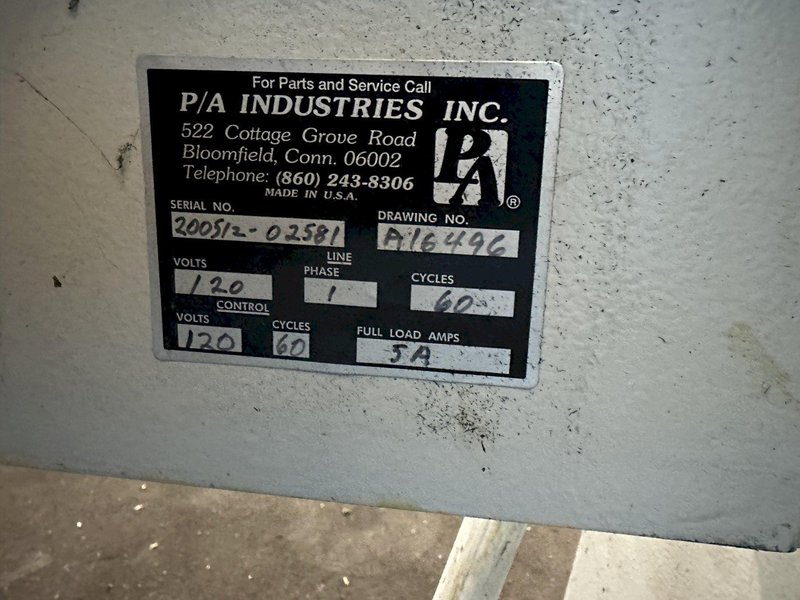 For Parts and Service Call
P/A INDUSTRIES INC.
522 Cottage Grove Road
Bloomfield, Conn. 06002
Telephone: (860) 243-8306
MADE IN U.S.A.
PA®
SERIAL NO. DRAWING NO.
200512-02581 A16496
LINE
VOLTS PHASE CYCLES
120 1 60
CONTROL
VOLTS CYCLES FULL LOAD AMPS
120 60 5A